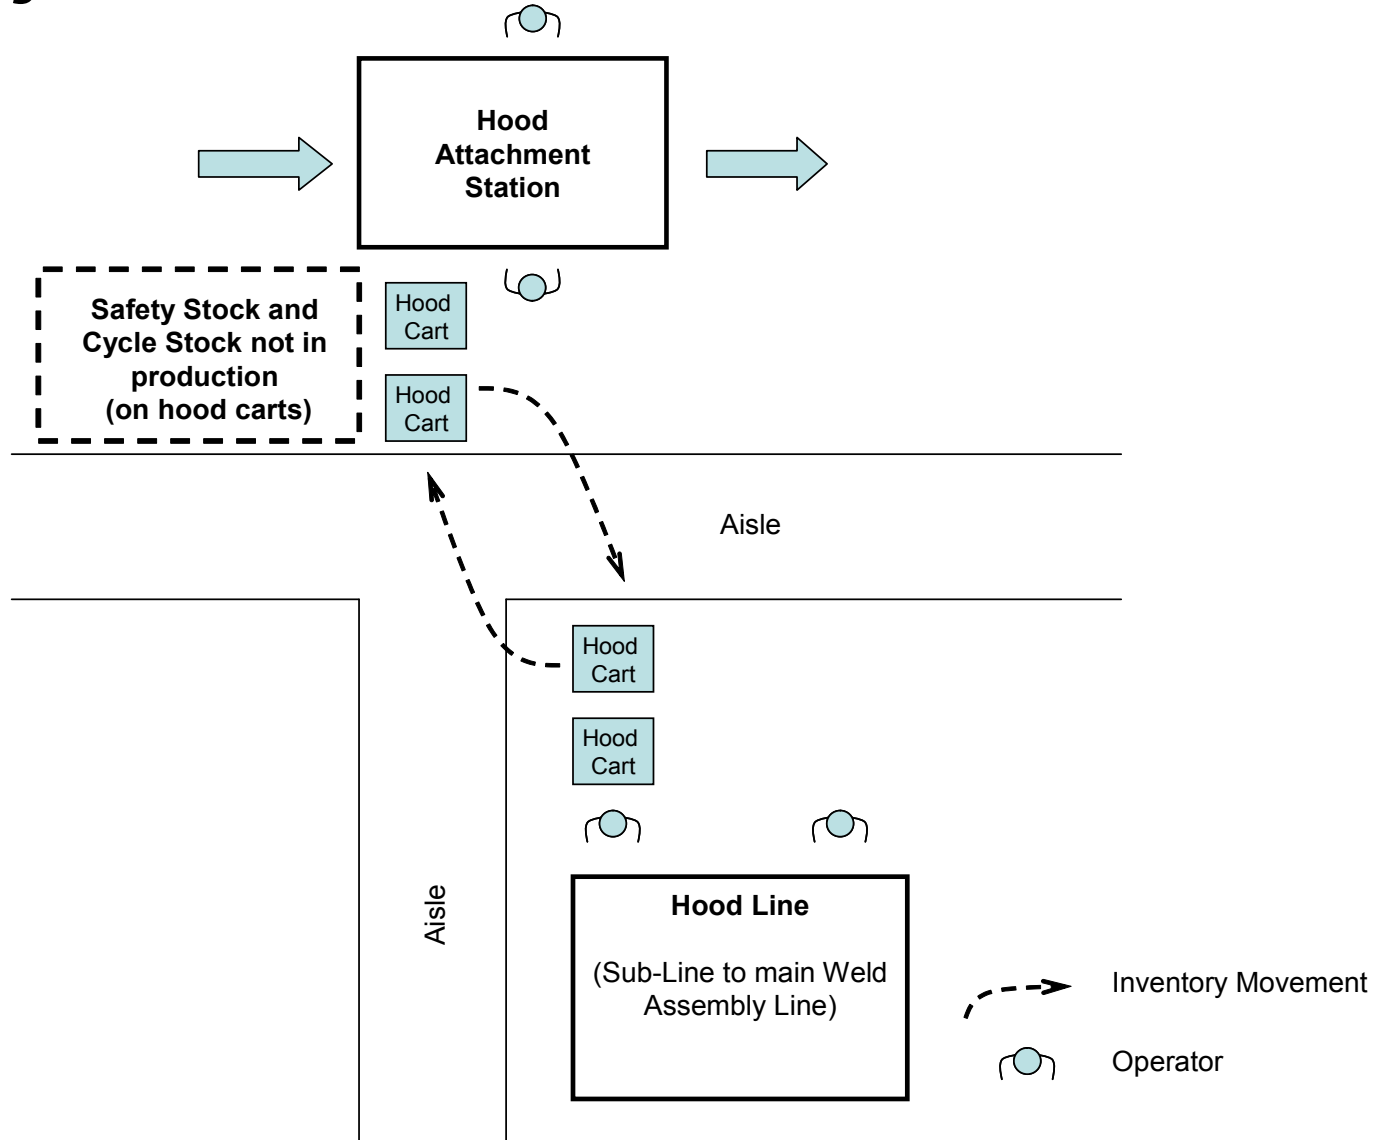 Hood
Attachment
Station
Safety Stock and
Cycle Stock not in
production
(on hood carts)
Hood
Cart
Hood
Cart
Aisle
Hood
Cart
Hood
Cart
Aisle
Hood Line
(Sub-Line to main Weld
Assembly Line)
Inventory Movement
Operator